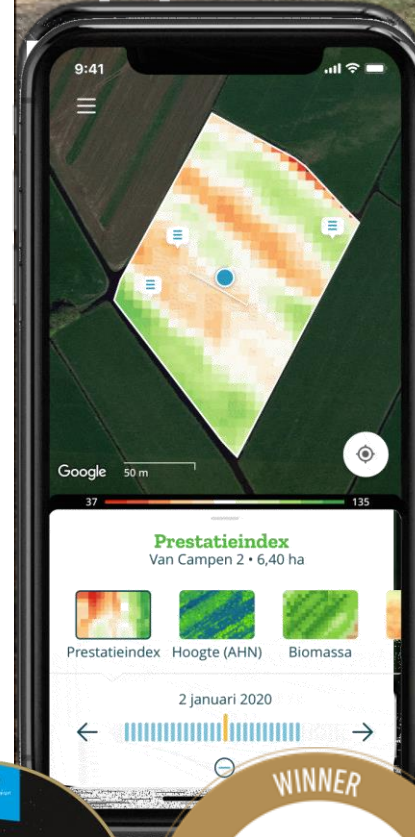 9:41
Google 50 m
37 135
Prestatieindex
Van Campen 2 • 6,40 ha
Prestatieindex Hoogte (AHN) Biomassa
2 januari 2020
WINNER